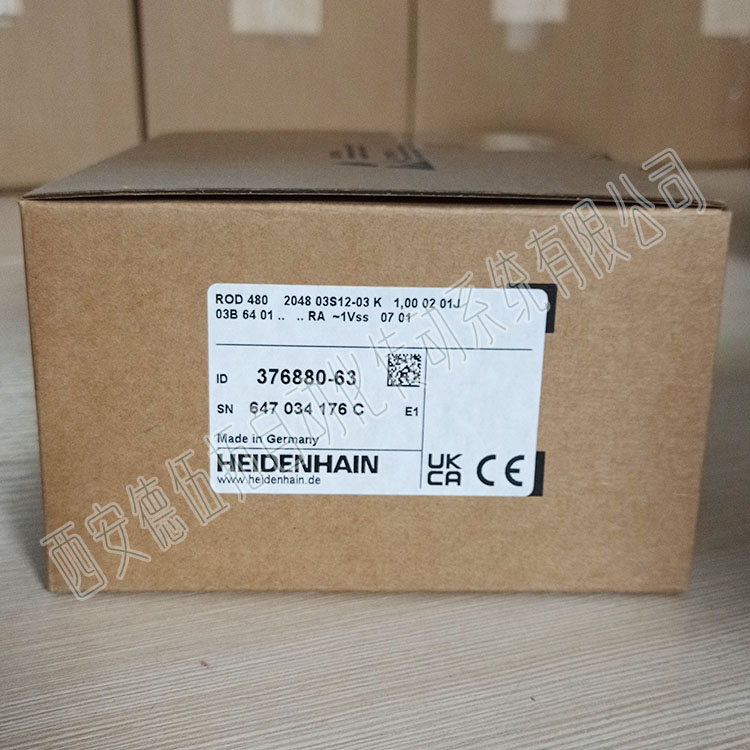 ROD 480 2048 03S12-03 K 1,00 02 01J
03B 64 01 .. .. RA ~1Vss 07 01
ID 376880-63
SN 647 034 176 C E1
Made in Germany
HEIDENHAIN
www.heidenhain.de
UK
CA CE
西安德伍拓自动化传动系统有限公司